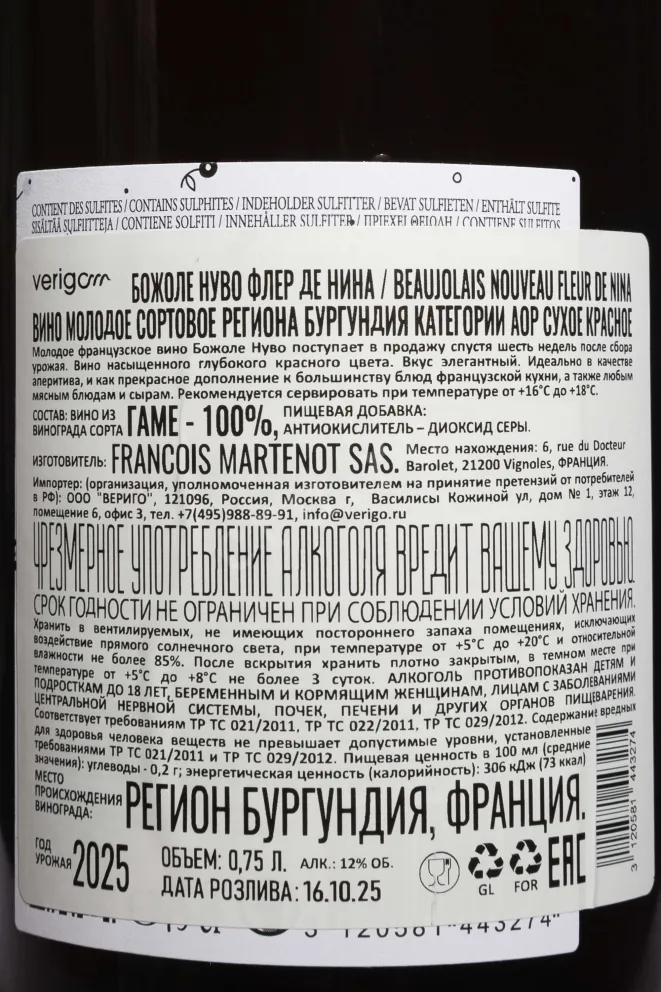 CONTIENT DES SULFITES / CONTAINS SULPHITES / INDEHOLDER SULFITTER / BEVAT SULFIETEN / ENTHÄLT SULFITE
SISÄLTÄÄ SULFIITTEJA / CONTIENE SOLFITI / INNEHÅLLER SULFITER / ΠΕΡΙΕΧΕΙ ΘΕΙΩΔΗ / CONTIENE SULFITOS
verigo
БОЖОЛЕ НУВО ФЛЕР ДЕ НИНА / BEAUJOLAIS NOUVEAU FLEUR DE NINA
ВИНО МОЛОДОЕ СОРТОВОЕ РЕГИОНА БУРГУНДИЯ КАТЕГОРИИ АОР СУХОЕ КРАСНОЕ
Молодое французское вино Божоле Нуво поступает в продажу спустя шесть недель после сбора
урожая. Вино насыщенного глубокого красного цвета. Вкус элегантный. Идеально в качестве
аперитива, и как прекрасное дополнение к большинству блюд французской кухни, а также любым
мясным блюдам и сырам. Рекомендуется сервировать при температуре от +16°С до +18°С.
СОСТАВ: ВИНО ИЗ ВИНОГРАДА СОРТА ГАМЕ - 100%, ПИЩЕВАЯ ДОБАВКА:
АНТИОКИСЛИТЕЛЬ – ДИОКСИД СЕРЫ.
ИЗГОТОВИТЕЛЬ: FRANCOIS MARTENOT SAS. Место нахождения: 6, rue du Docteur
Barolet, 21200 Vignoles, ФРАНЦИЯ.
Импортер: (организация, уполномоченная изготовителем на принятие претензий от потребителей
в РФ): ООО "ВЕРИГО", 121096, Россия, Москва г, Василисы Кожиной ул, дом № 1, этаж 12,
помещение 6, офис 3, тел. +7(495)988-89-91, info@verigo.ru
ЧРЕЗМЕРНОЕ УПОТРЕБЛЕНИЕ АЛКОГОЛЯ ВРЕДИТ ВАШЕМУ ЗДОРОВЬЮ
СРОК ГОДНОСТИ НЕ ОГРАНИЧЕН ПРИ СОБЛЮДЕНИИ УСЛОВИЙ ХРАНЕНИЯ.
Хранить в вентилируемых, не имеющих постороннего запаха помещениях, исключающих
воздействие прямого солнечного света, при температуре от +5°С до +20°С и относительной
влажности не более 85%. После вскрытия хранить плотно закрытым, в темном месте при
температуре от +5°С до +8°С не более 3 суток. АЛКОГОЛЬ ПРОТИВОПОКАЗАН ДЕТЯМ И
ПОДРОСТКАМ ДО 18 ЛЕТ, БЕРЕМЕННЫМ И КОРМЯЩИМ ЖЕНЩИНАМ, ЛИЦАМ С ЗАБОЛЕВАНИЯМИ
ЦЕНТРАЛЬНОЙ НЕРВНОЙ СИСТЕМЫ, ПОЧЕК, ПЕЧЕНИ И ДРУГИХ ОРГАНОВ ПИЩЕВАРЕНИЯ.
Соответствует требованиям ТР ТС 021/2011, ТР ТС 022/2011, ТР ТС 029/2012. Содержание вредных
для здоровья человека веществ не превышает допустимые уровни, установленные
требованиями ТР ТС 021/2011 и ТР ТС 029/2012. Пищевая ценность в 100 мл (средние
значения): углеводы - 0,2 г; энергетическая ценность (калорийность): 306 кДж (73 ккал)
МЕСТО ПРОИСХОЖДЕНИЯ ВИНОГРАДА: РЕГИОН БУРГУНДИЯ, ФРАНЦИЯ.
3 120581 443274
ГОД УРОЖАЯ 2025
ОБЪЕМ: 0,75 Л. АЛК.: 12% ОБ.
ДАТА РОЗЛИВА: 16.10.25
GL
FOR
EAC
3 120581 443274